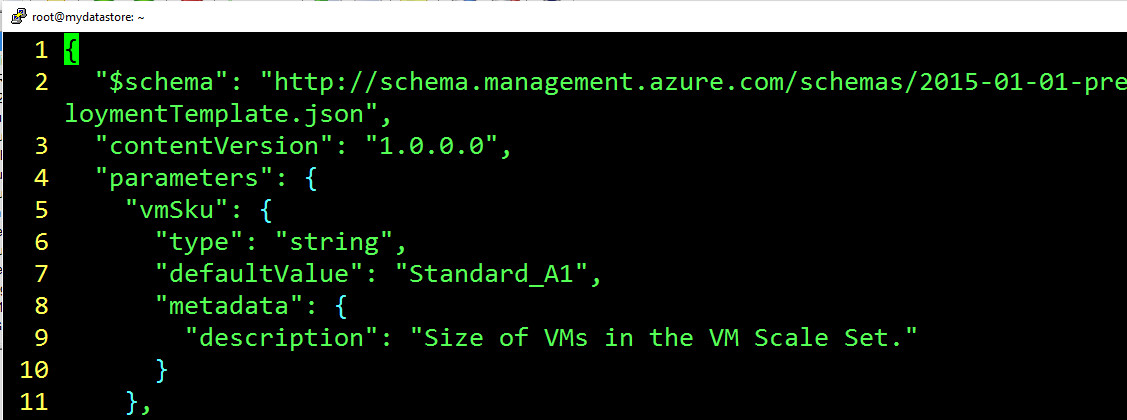 root@mydatastore: ~
1 {
2 "$schema": "http://schema.management.azure.com/schemas/2015-01-01-pre
loymentTemplate.json",
3 "contentVersion": "1.0.0.0",
4 "parameters": {
5 "vmSku": {
6 "type": "string",
7 "defaultValue": "Standard_A1",
8 "metadata": {
9 "description": "Size of VMs in the VM Scale Set."
10 }
11 },